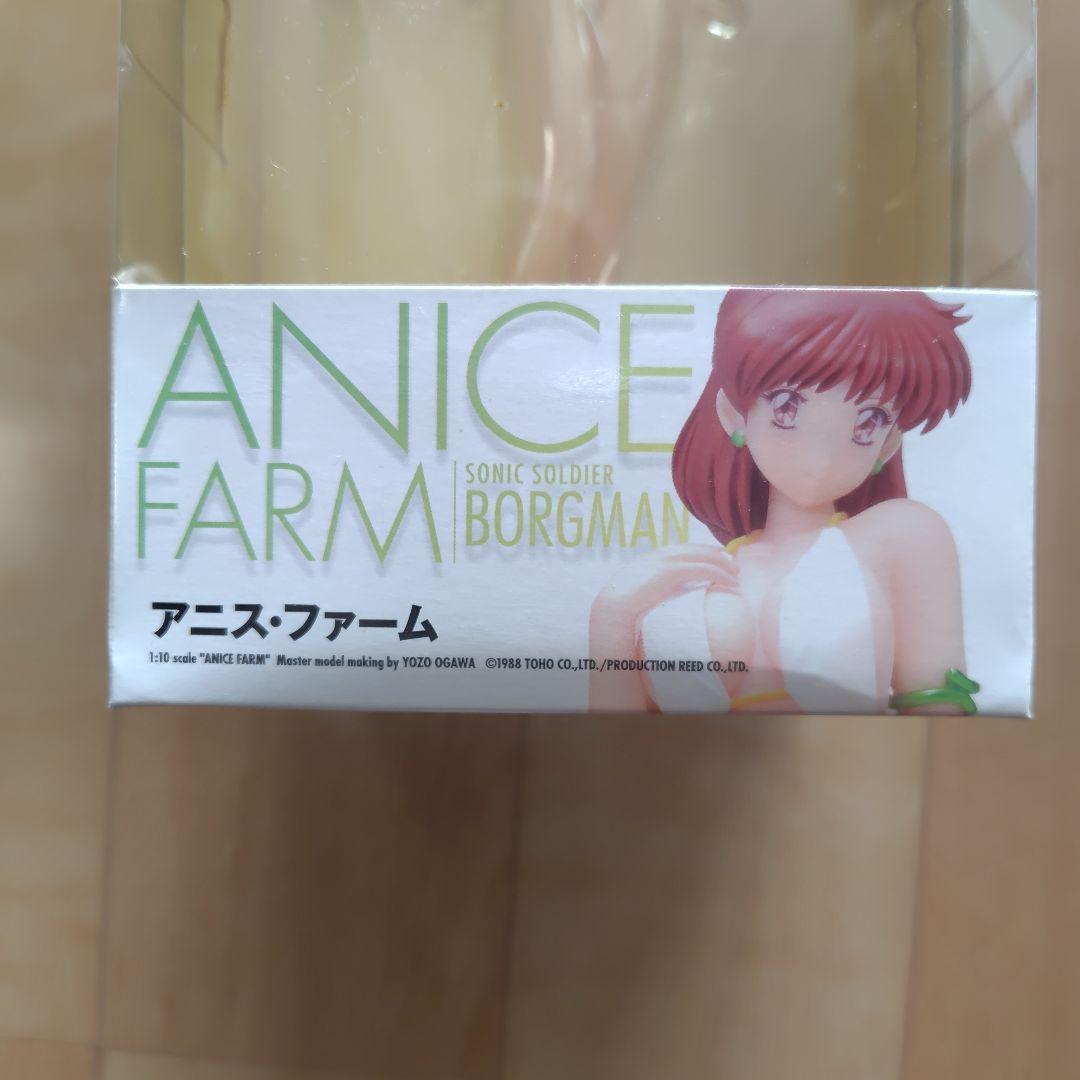 ANICE
FARM
SONIC SOLDIER
BORGMAN
アニス・ファーム
1:10 scale "ANICE FARM" Master model making by YOZO OGAWA ©1988 TOHO CO.,LTD./PRODUCTION REED CO.,LTD.